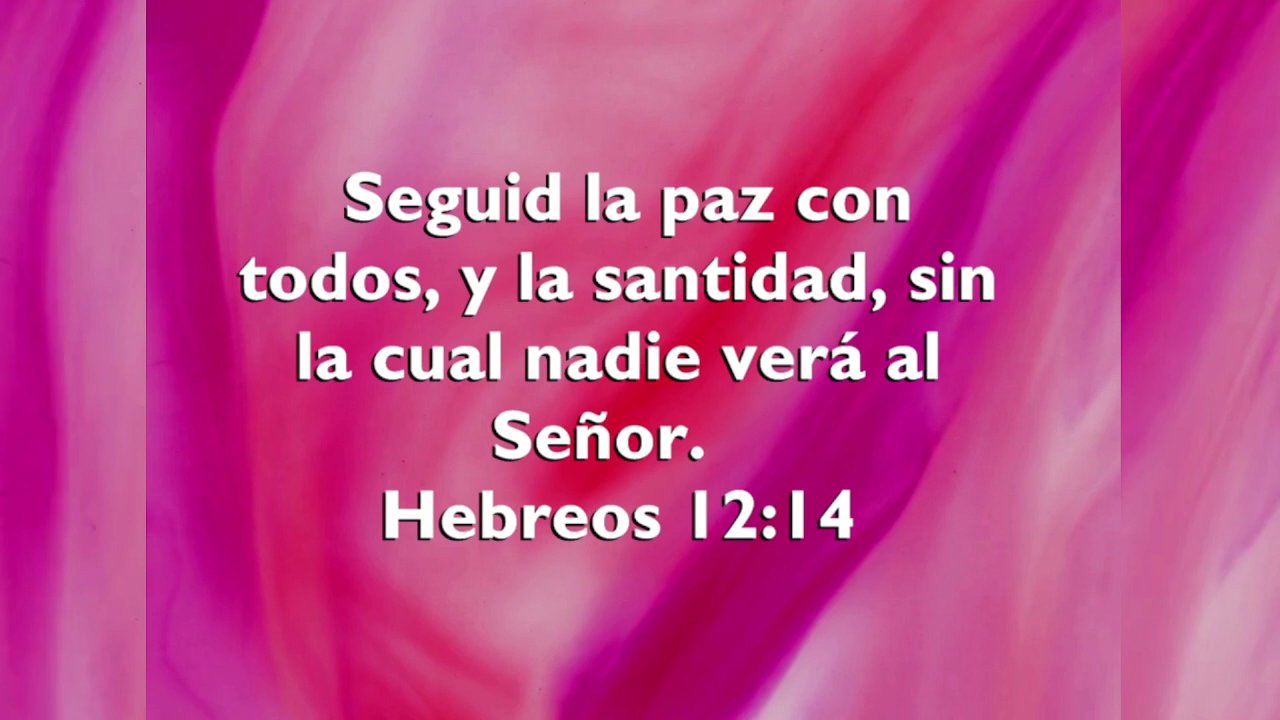 Seguid la paz con
todos, y la santidad, sin
la cual nadie verá al
Señor.
Hebreos 12:14